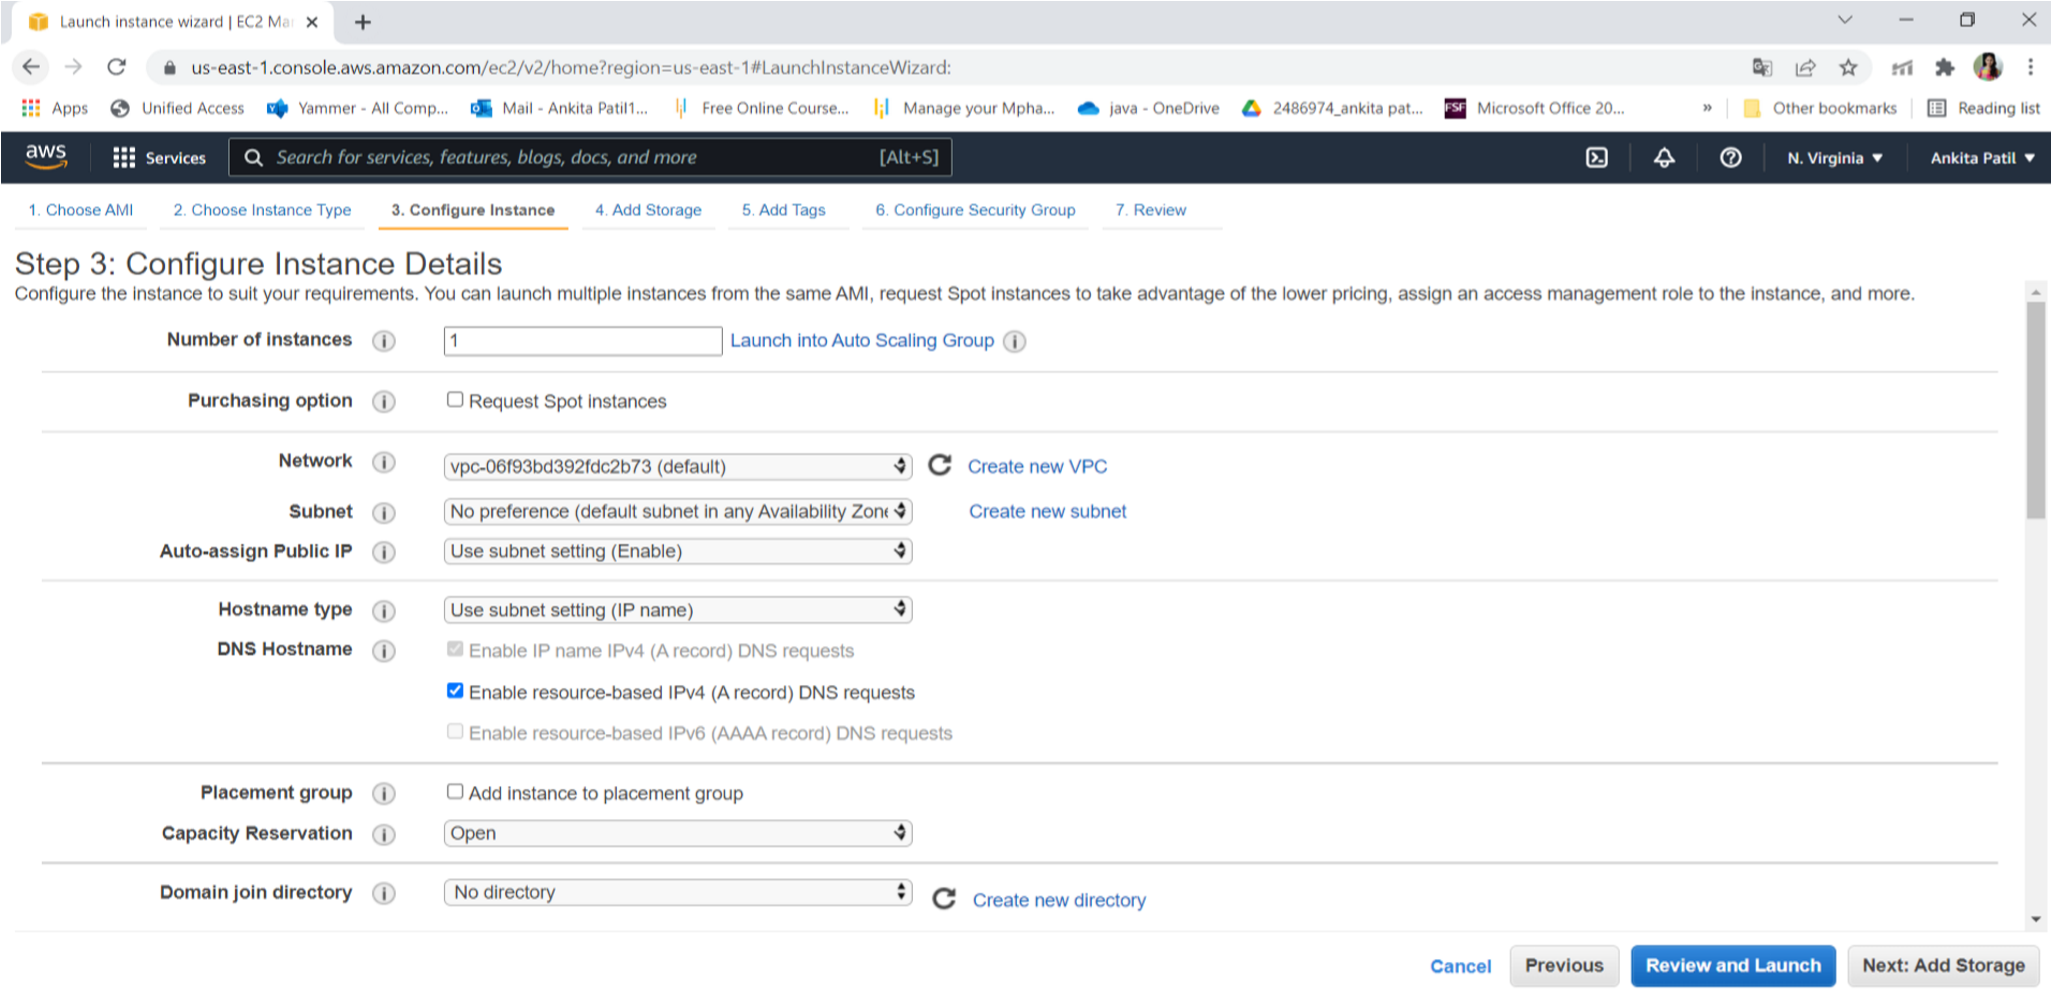 Launch instance wizard | EC2 Ma
us-east-1.console.aws.amazon.com/ec2/v2/home?region=us-east-1#LaunchInstanceWizard:
Apps Unified Access Yammer - All Comp... Mail - Ankita Patil1... Free Online Course... Manage your Mpha... java - OneDrive 2486974_ankita pat... FSF Microsoft Office 20... » Other bookmarks Reading list
aws Services Search for services, features, blogs, docs, and more [Alt+S] N. Virginia Ankita Patil
1. Choose AMI 2. Choose Instance Type 3. Configure Instance 4. Add Storage 5. Add Tags 6. Configure Security Group 7. Review
Step 3: Configure Instance Details
Configure the instance to suit your requirements. You can launch multiple instances from the same AMI, request Spot instances to take advantage of the lower pricing, assign an access management role to the instance, and more.
Number of instances 1 Launch into Auto Scaling Group
Purchasing option Request Spot instances
Network vpc-06f93bd392fdc2b73 (default) Create new VPC
Subnet No preference (default subnet in any Availability Zone Create new subnet
Auto-assign Public IP Use subnet setting (Enable)
Hostname type Use subnet setting (IP name)
DNS Hostname Enable IP name IPv4 (A record) DNS requests
Enable resource-based IPv4 (A record) DNS requests
Enable resource-based IPv6 (AAAA record) DNS requests
Placement group Add instance to placement group
Capacity Reservation Open
Domain join directory No directory Create new directory
Cancel Previous Review and Launch Next: Add Storage